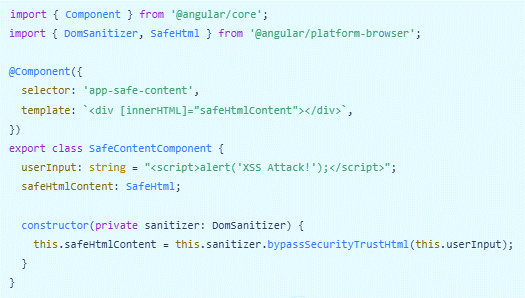 import { Component } from '@angular/core';
import { DomSanitizer, SafeHtml } from '@angular/platform-browser';

@Component({
  selector: 'app-safe-content',
  template: `<div [innerHTML]="safeHtmlContent"></div>`,
})
export class SafeContentComponent {
  userInput: string = "<script>alert('XSS Attack!');</script>";
  safeHtmlContent: SafeHtml;

  constructor(private sanitizer: DomSanitizer) {
    this.safeHtmlContent = this.sanitizer.bypassSecurityTrustHtml(this.userInput);
  }
}